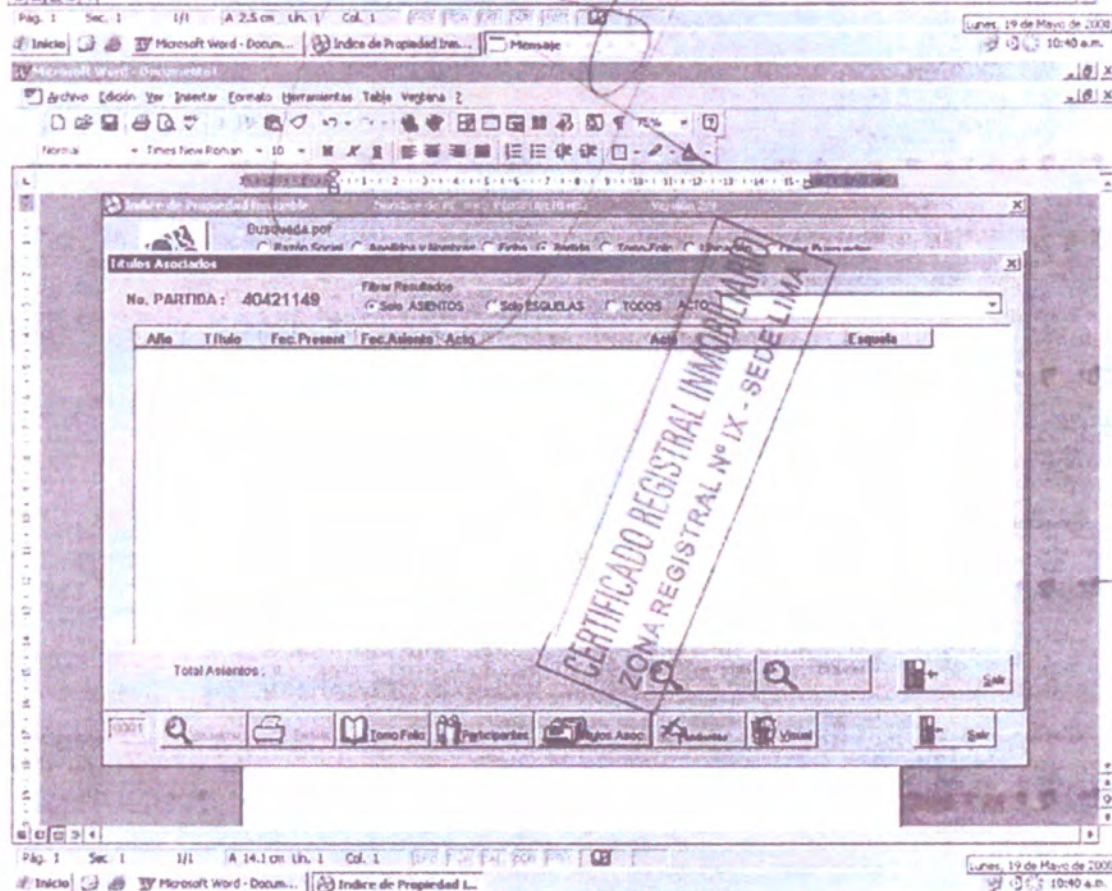 Pág. 1 Sec. 1 1/1 A 2,5 cm Lín. 1 Col. 1
Lunes, 19 de Mayo de 2008
Inicio Microsoft Word - Docum... Indice de Propiedad Inm... Mensaje 10:40 a.m.
Microsoft Word - Documento1
Archivo Edición Ver Insertar Formato Herramientas Tabla Ventana ?
75%
Normal Times New Roman 10 N K S
Indice de Propiedad Inmueble
Busqueda por
Razón Social Apellidos y Nombres Ficha Partida Tomo/Folio
Titulos Asociados
No. PARTIDA : 40421149
Filtrar Resultados
Solo ASIENTOS Solo ESQUELAS TODOS ACTO
Año Título Fec.Present Fec.Asiento Acto Acto Esquela
CERTIFICADO REGISTRAL INMOBILIARIO
ZONA REGISTRAL Nº IX - SEDE LIMA
Total Asientos :
Salir
Tomo Folio Participantes Titulos Asoc. Visual Salir
Pág. 1 Sec. 1 1/1 A 14.1 cm Lín. 1 Col. 1
Lunes, 19 de Mayo de 2008
Inicio Microsoft Word - Docum... Indice de Propiedad I... 10:40 a.m.